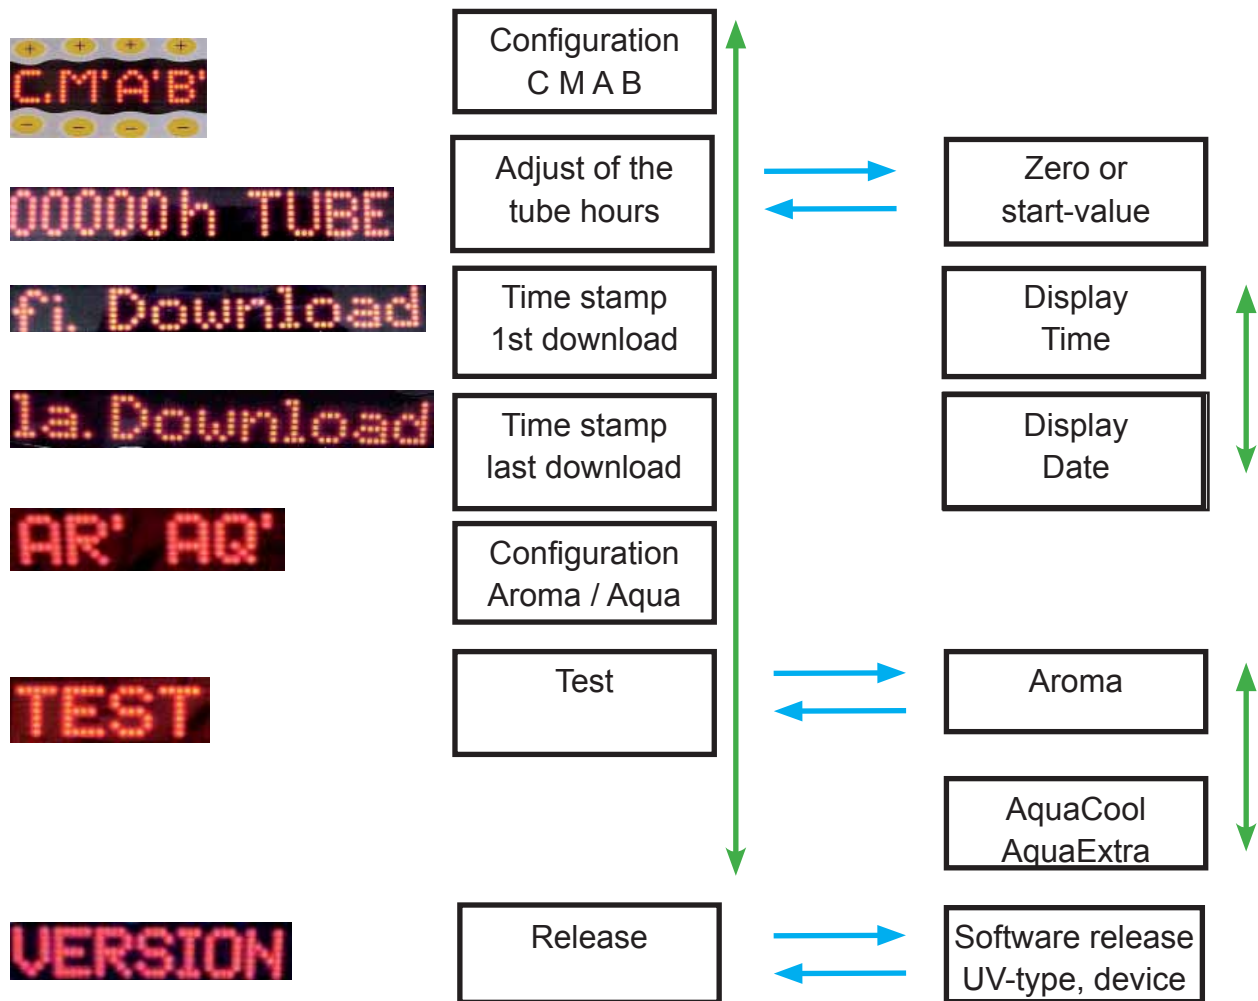 C.M'A'B'
Configuration
C M A B
00000h TUBE
Adjust of the
tube hours
Zero or
start-value
fi. Download
Time stamp
1st download
Display
Time
la. Download
Time stamp
last download
Display
Date
AR' AQ'
Configuration
Aroma / Aqua
TEST
Test
Aroma
AquaCool
AquaExtra
VERSION
Release
Software release
UV-type, device